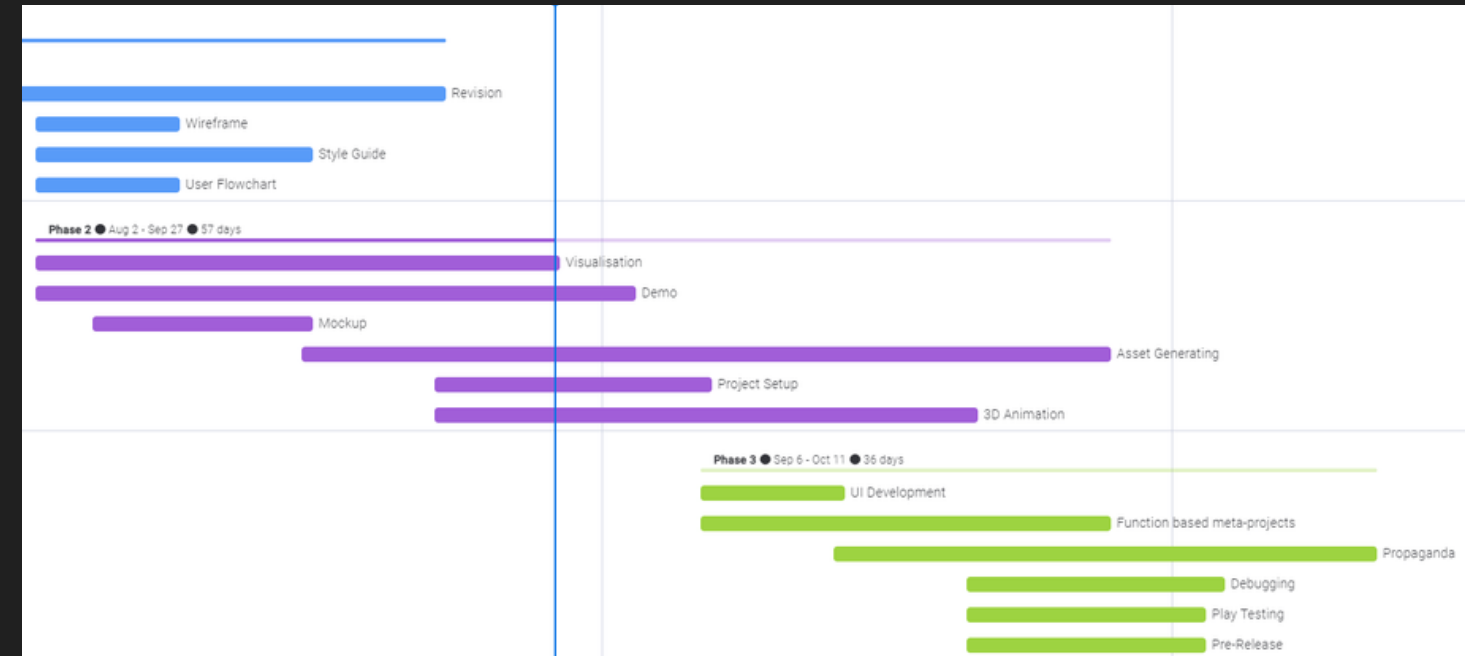 Revision
Wireframe
Style Guide
User Flowchart
Phase 2 ● Aug 2 - Sep 27 ● 57 days
Visualisation
Demo
Mockup
Asset Generating
Project Setup
3D Animation
Phase 3 ● Sep 6 - Oct 11 ● 36 days
UI Development
Function based meta-projects
Propaganda
Debugging
Play Testing
Pre-Release